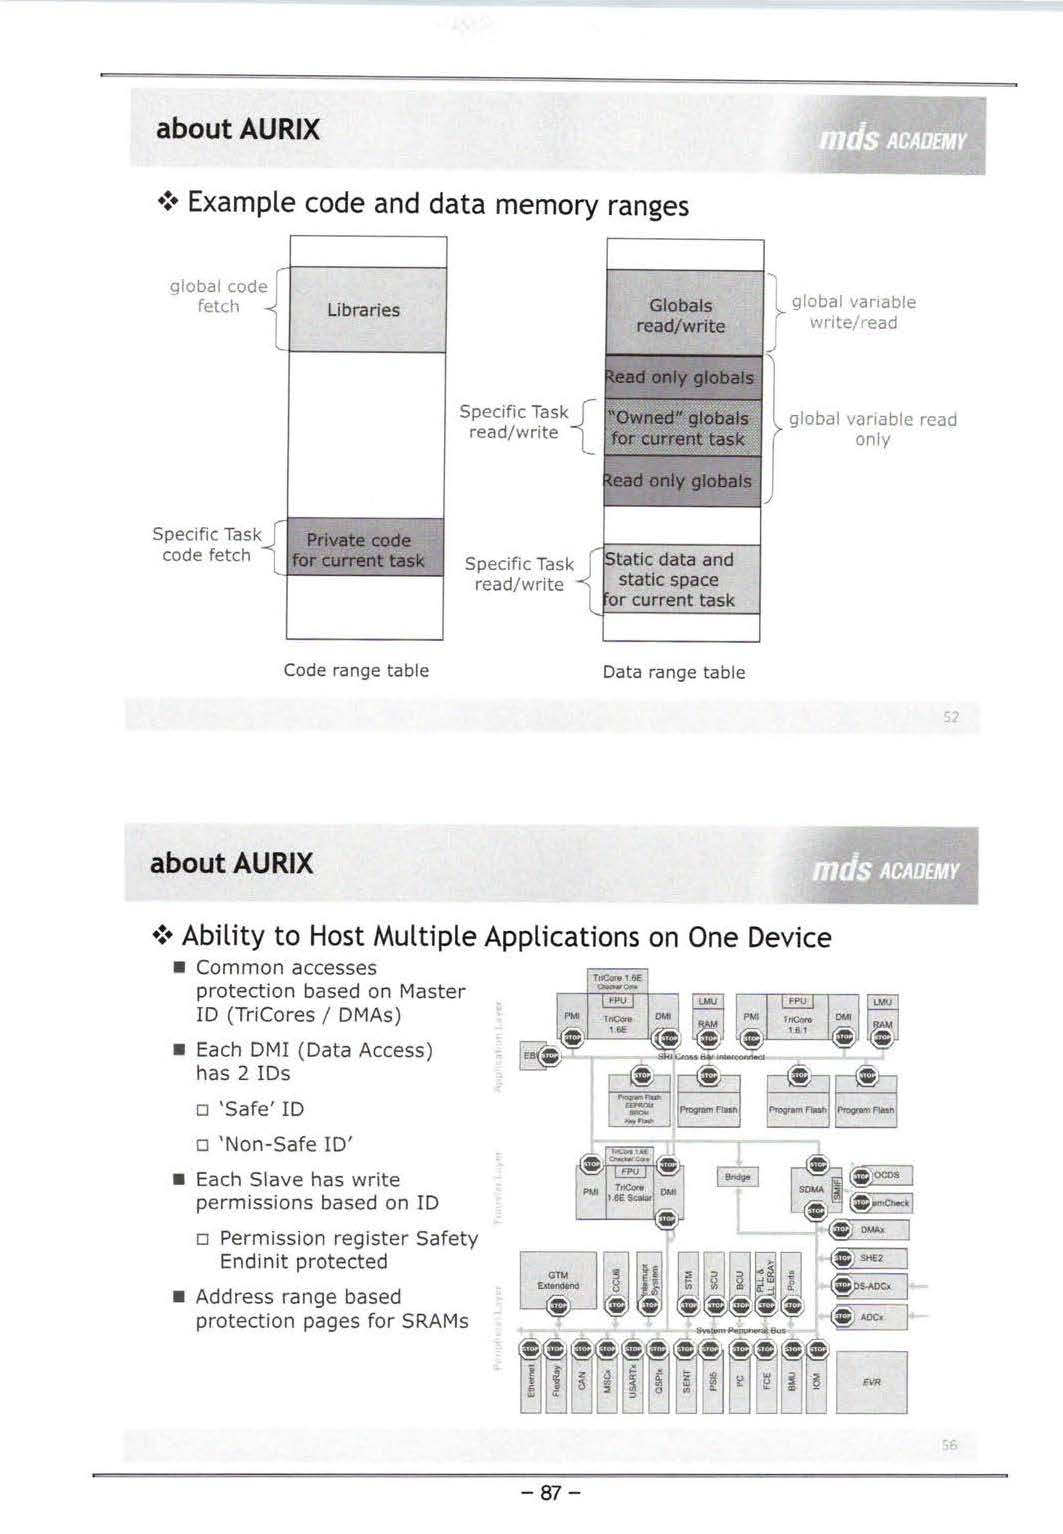 about AURIX
mds ACADEMY
Example code and data memory ranges
global code
fetch
Libraries
Globals
read/write
global variable
write/read
Read only globals
Specific Task
read/write
"Owned" globals
for current task
global variable read
only
Read only globals
Specific Task
code fetch
Private code
for current task
Specific Task
read/write
Static data and
static space
for current task
Code range table
Data range table
52
about AURIX
mds ACADEMY
Ability to Host Multiple Applications on One Device
Common accesses
protection based on Master
ID (TriCores / DMAs)
Each DMI (Data Access)
has 2 IDs
'Safe' ID
'Non-Safe ID'
Each Slave has write
permissions based on ID
Permission register Safety
Endinit protected
Address range based
protection pages for SRAMs
Application Layer
Transfer Layer
Peripheral Layer
TriCore 1.6E
Checker Core
FPU
PMI
TriCore
1.6E
DMI
LMU
RAM
PMI
FPU
TriCore
1.6.1
DMI
LMU
RAM
SRI Cross Bar Interconnect
Program Flash
EEPROM
BROM
Key Flash
Program Flash
Program Flash
Program Flash
TriCore 1.6E
Checker Core
FPU
PMI
TriCore
1.6E Scalar
DMI
Bridge
SDMA
SMIF
OCDS
emCheck
DMAx
SHE2
DS-ADCx
ADCx
GTM
Extendend
CCU6
Interrupt
System
STM
SCU
BCU
PLL &
LL ERAY
Ports
System Peripheral Bus
Ethernet
FlexRay
CAN
MSCx
USARTx
QSPIx
SENT
PSI5
I²C
FCE
BMU
IOM
EVR
56
- 87 -